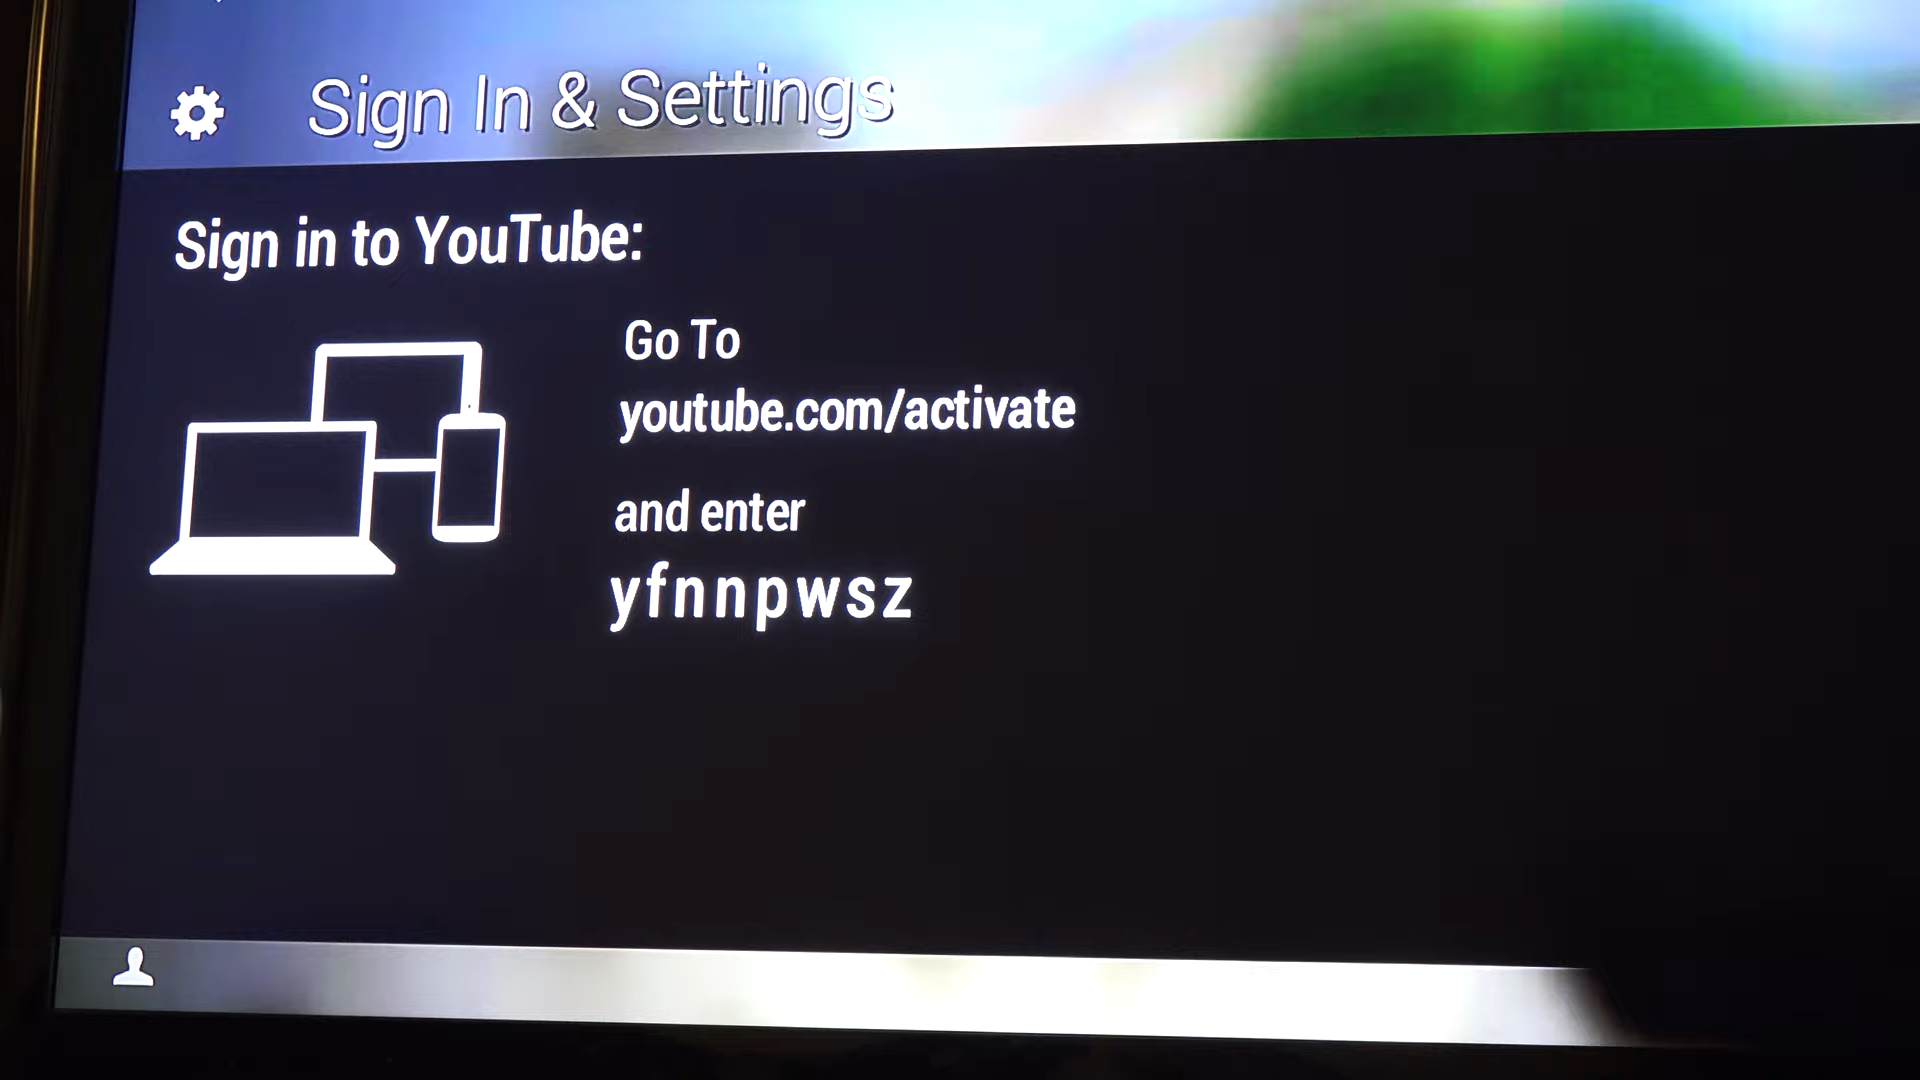 Sign In & Settings
Sign in to YouTube:
Go To
youtube.com/activate
and enter
yfnnpwsz